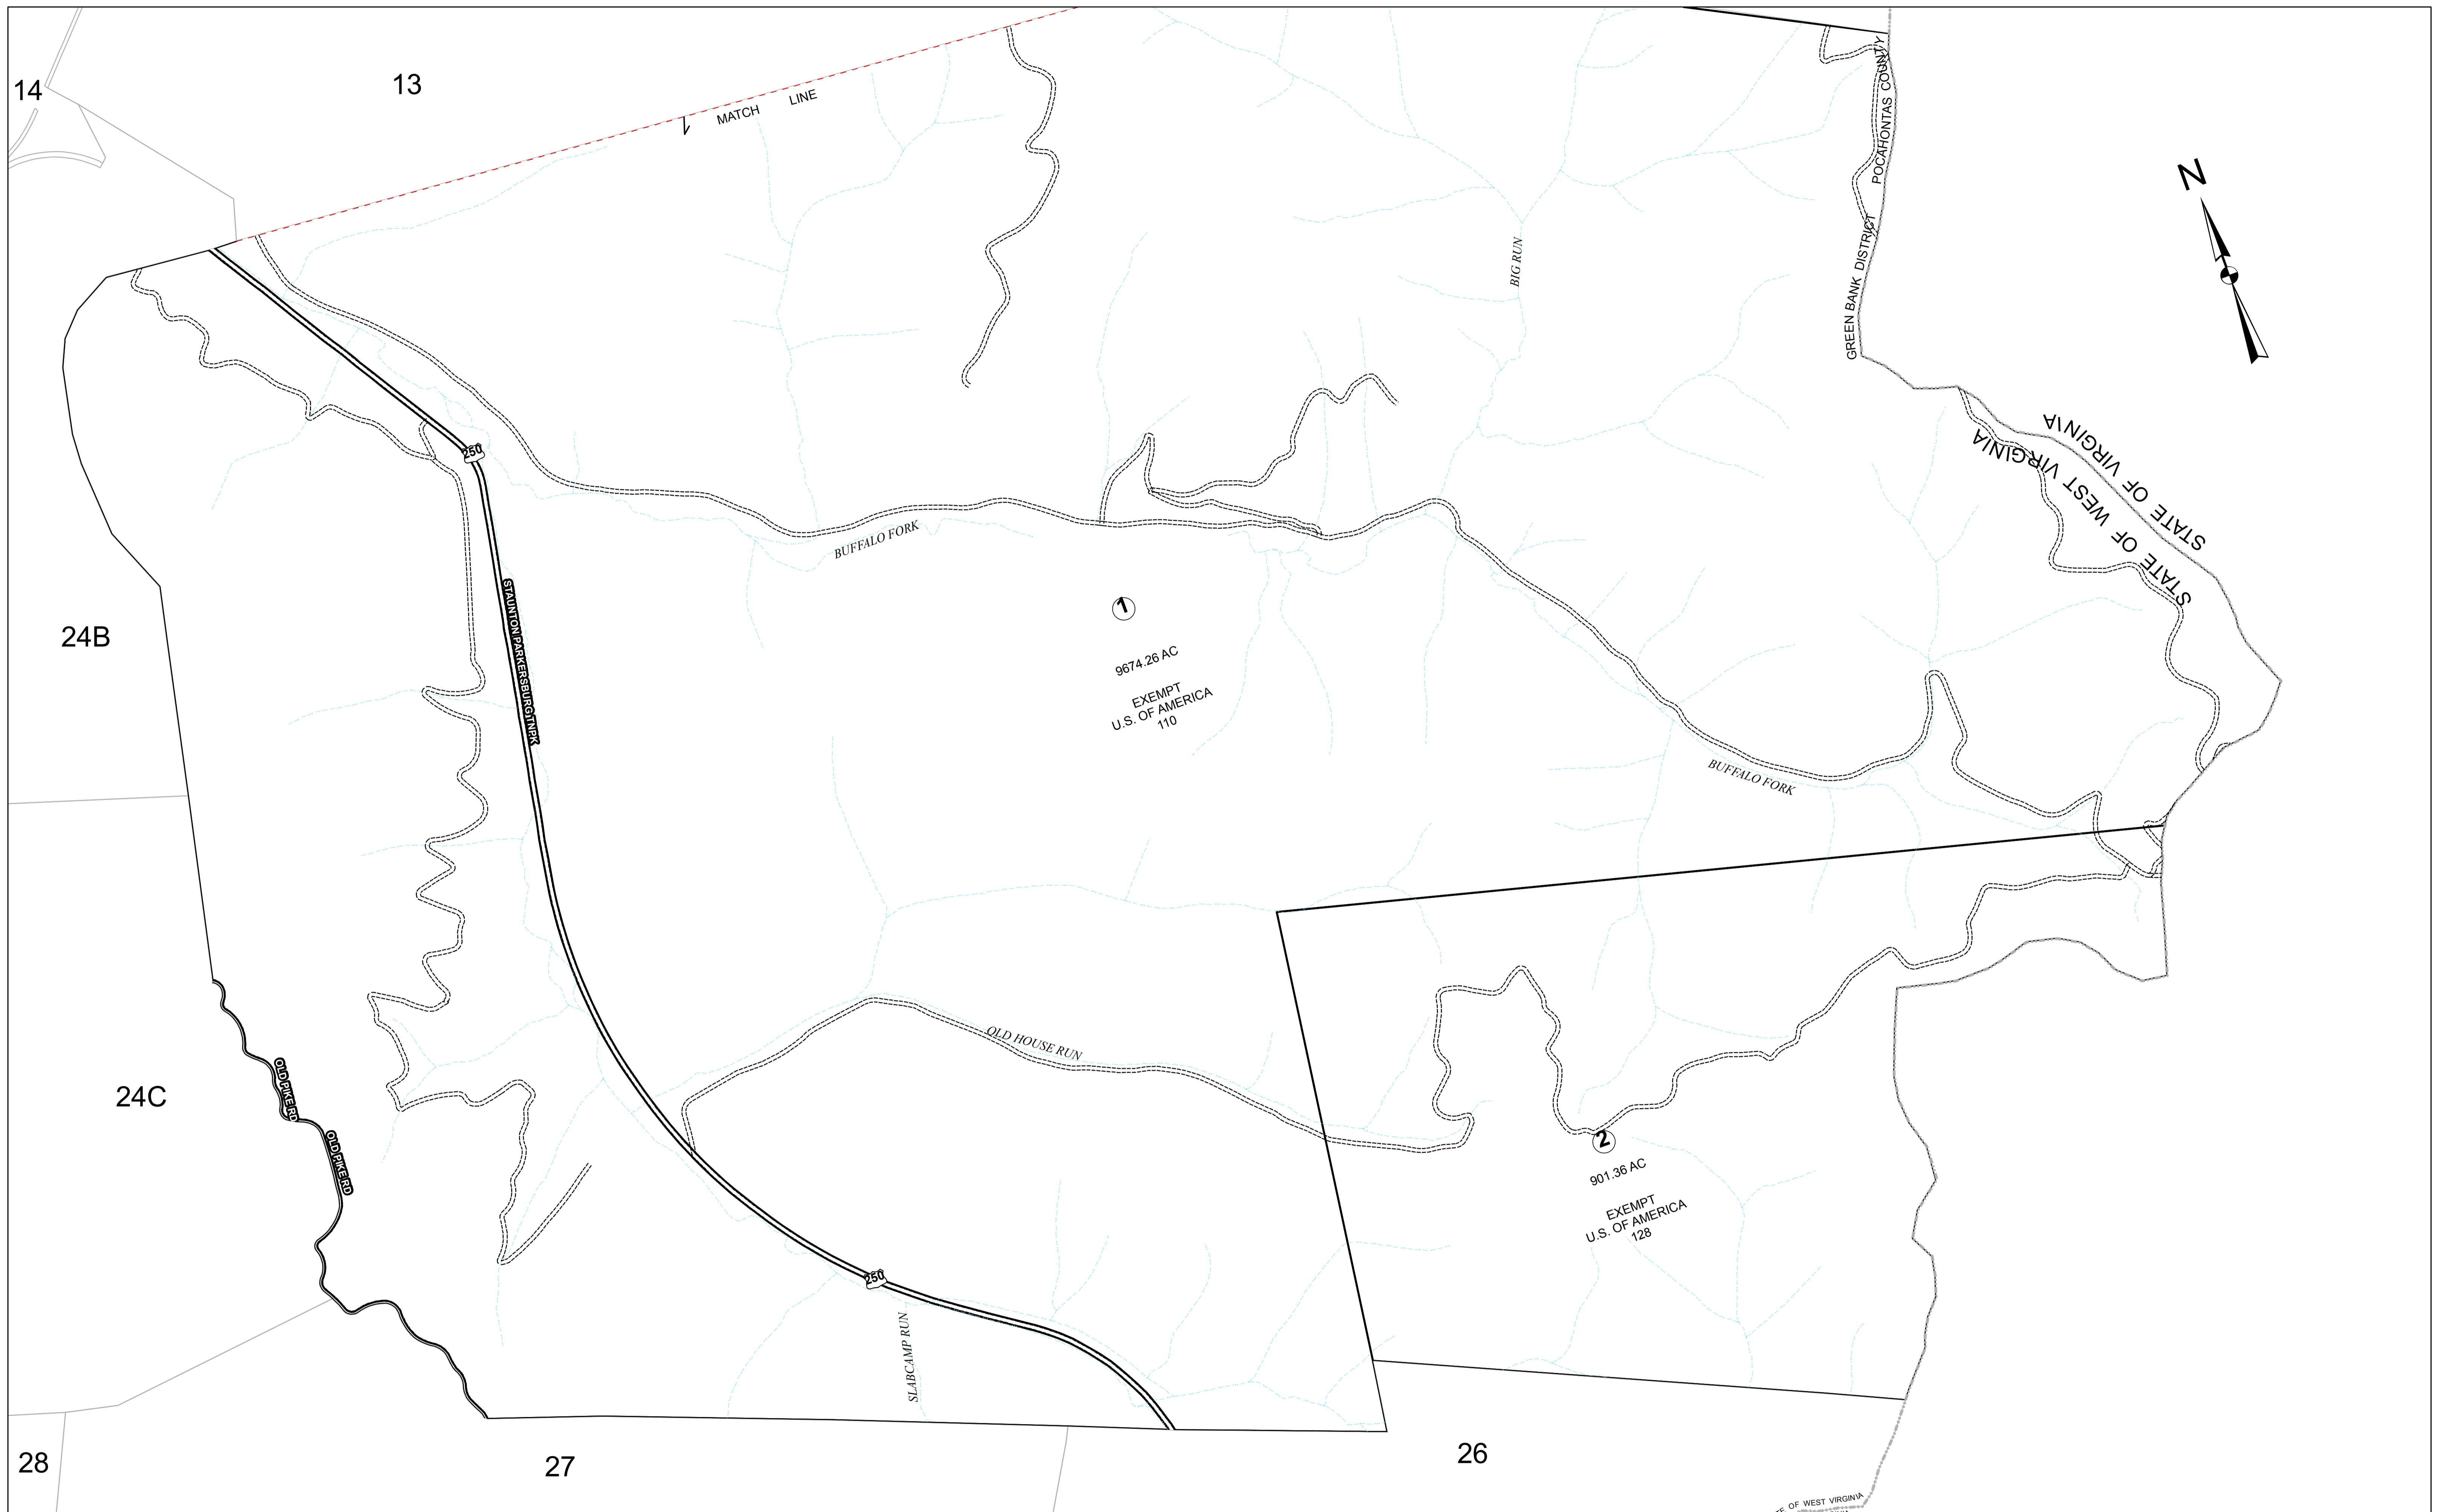 14
13
1
MATCH LINE
GREEN BANK DISTRICT POCAHONTAS COUNTY
N
BIG RUN
STATE OF VIRGINIA
STATE OF WEST VIRGINIA
250
BUFFALO FORK
STAUNTON PARKERSBURG TNPK
1
9674.26 AC
EXEMPT
U.S. OF AMERICA
110
24B
BUFFALO FORK
OLD HOUSE RUN
24C
OLD PIKE RD
OLD PIKE RD
2
901.36 AC
EXEMPT
U.S. OF AMERICA
128
250
SLABCAMP RUN
28
27
26
OF WEST VIRGINIA